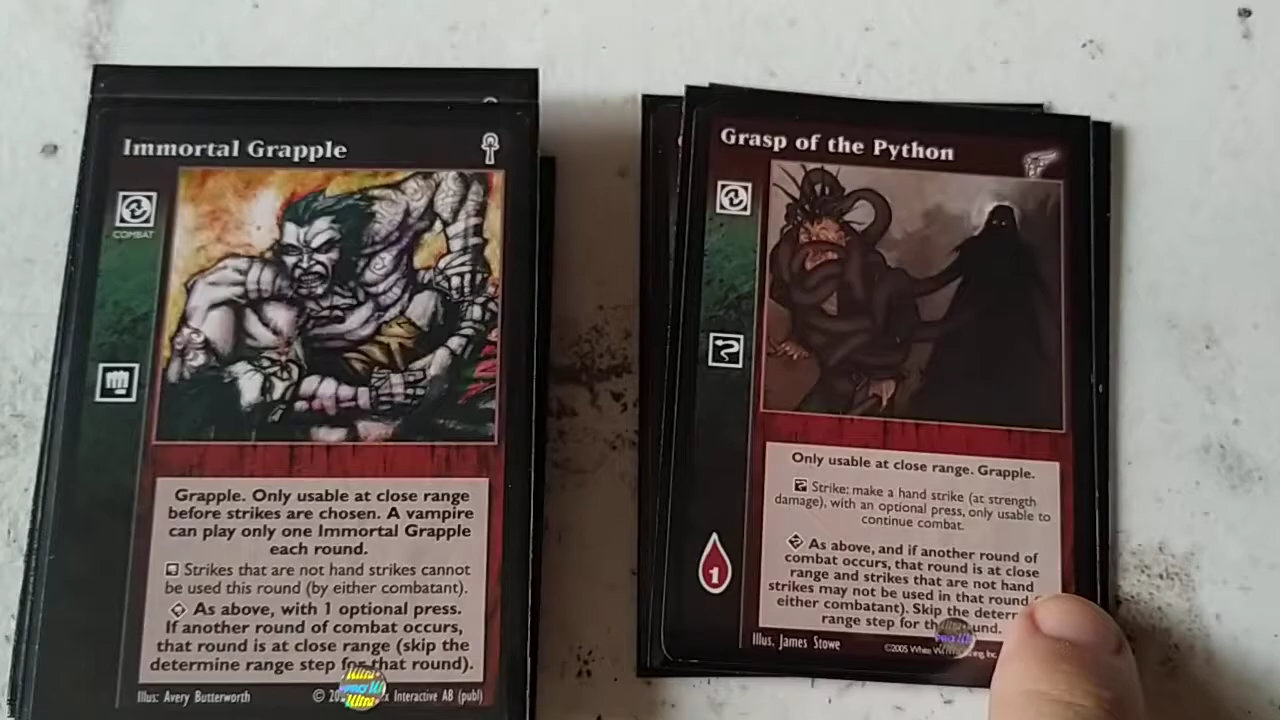 Immortal Grapple
COMBAT
Grapple. Only usable at close range
before strikes are chosen. A vampire
can play only one Immortal Grapple
each round.
Strikes that are not hand strikes cannot
be used this round (by either combatant).
As above, with 1 optional press.
If another round of combat occurs,
that round is at close range (skip the
determine range step for that round).
Illus: Avery Butterworth
© Interactive AB (publ)
Grasp of the Python
Only usable at close range. Grapple.
Strike: make a hand strike (at strength
damage), with an optional press, only usable to
continue combat.
As above, and if another round of
combat occurs, that round is at close
range and strikes that are not hand
strikes may not be used in that round
either combatant). Skip the
range step for
1
Illus. James Stowe
©2005 White Inc.